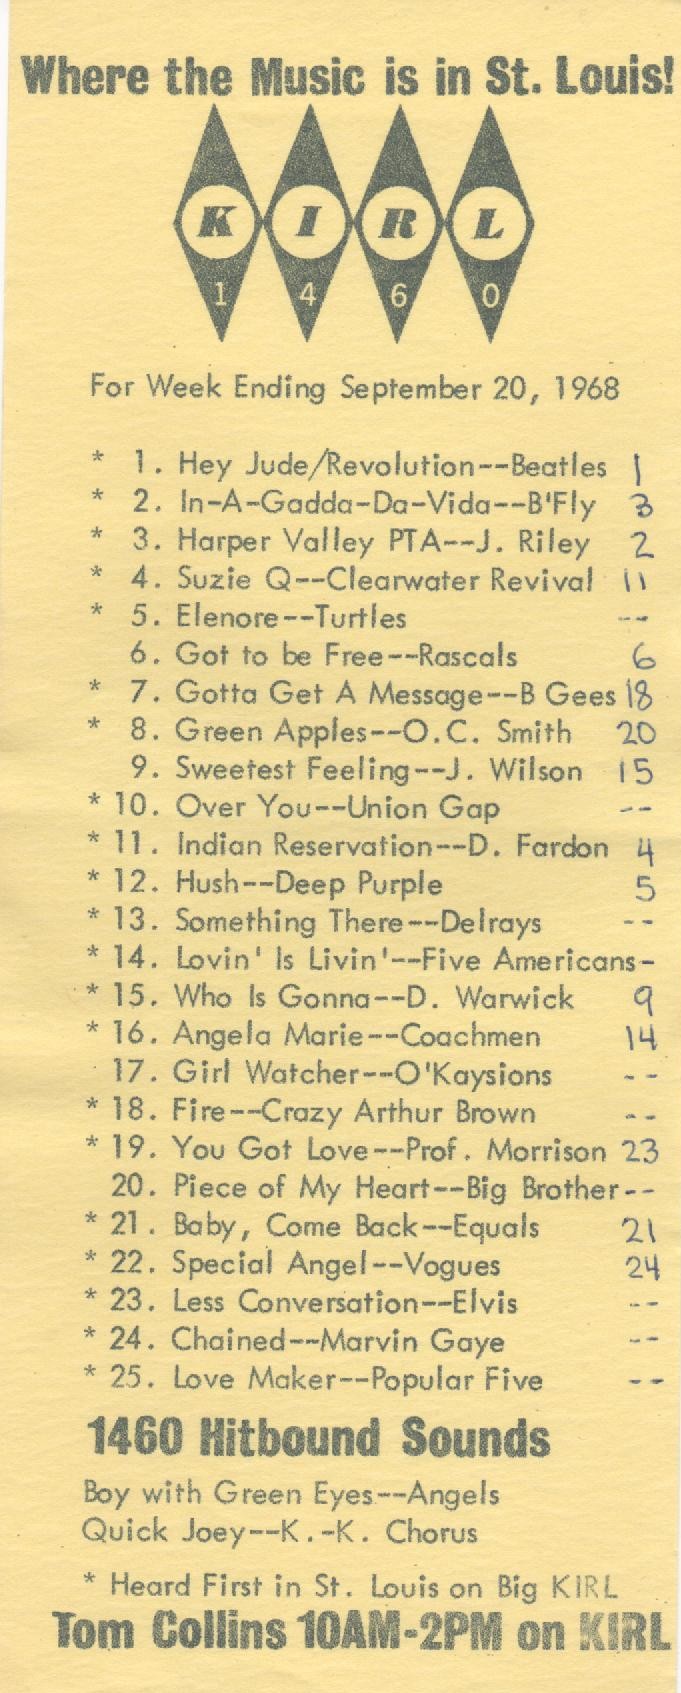 Where the Music is in St. Louis!
K I R L
1 4 6 0
For Week Ending September 20, 1968
* 1. Hey Jude/Revolution--Beatles 1
* 2. In-A-Gadda-Da-Vida--B'Fly 3
* 3. Harper Valley PTA--J. Riley 2
* 4. Suzie Q--Clearwater Revival 11
* 5. Elenore--Turtles --
6. Got to be Free--Rascals 6
* 7. Gotta Get A Message--B Gees 18
* 8. Green Apples--O.C. Smith 20
9. Sweetest Feeling--J. Wilson 15
* 10. Over You--Union Gap --
* 11. Indian Reservation--D. Fardon 4
* 12. Hush--Deep Purple 5
* 13. Something There--Delrays --
* 14. Lovin' Is Livin'--Five Americans-
* 15. Who Is Gonna--D. Warwick 9
* 16. Angela Marie--Coachmen 14
17. Girl Watcher--O'Kaysions --
* 18. Fire--Crazy Arthur Brown --
* 19. You Got Love--Prof. Morrison 23
20. Piece of My Heart--Big Brother--
* 21. Baby, Come Back--Equals 21
* 22. Special Angel--Vogues 24
* 23. Less Conversation--Elvis --
* 24. Chained--Marvin Gaye --
* 25. Love Maker--Popular Five --
1460 Hitbound Sounds
Boy with Green Eyes--Angels
Quick Joey--K.-K. Chorus
* Heard First in St. Louis on Big KIRL
Tom Collins 10AM-2PM on KIRL